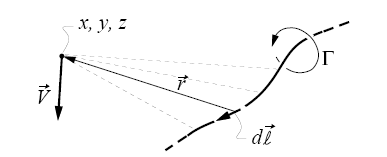 x, y, z
Γ
r⃗
V⃗
dℓ⃗